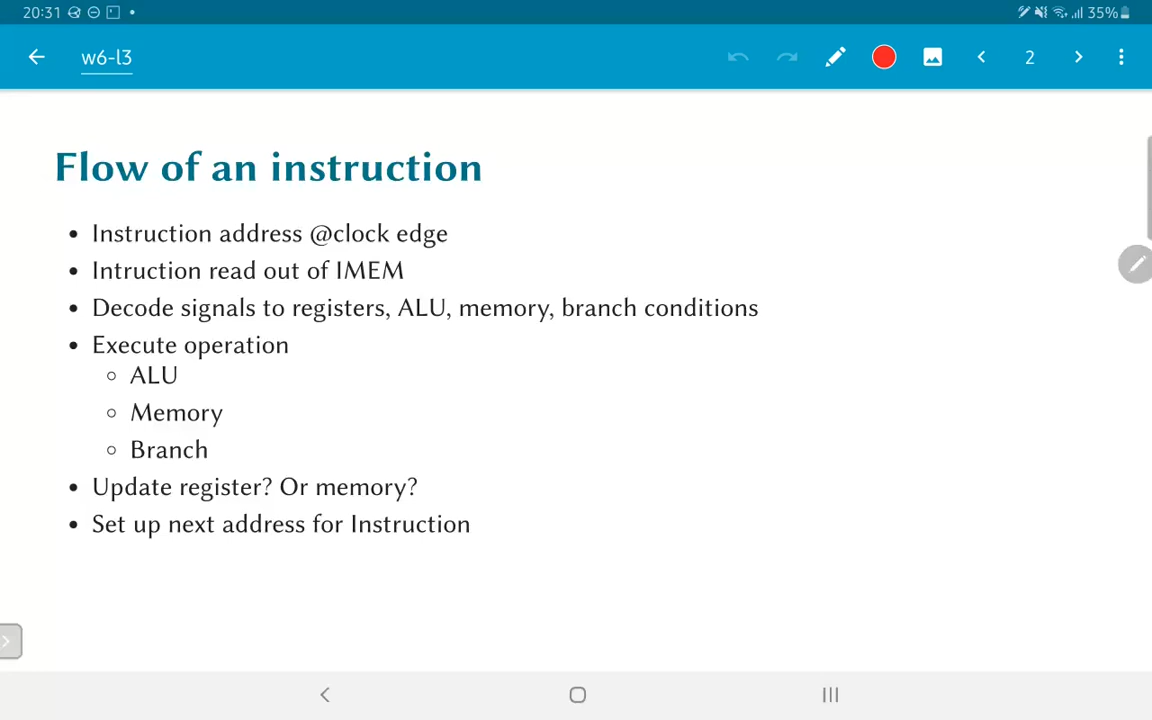 20:31
35%
w6-l3
2
Flow of an instruction
• Instruction address @clock edge
• Intruction read out of IMEM
• Decode signals to registers, ALU, memory, branch conditions
• Execute operation
◦ ALU
◦ Memory
◦ Branch
• Update register? Or memory?
• Set up next address for Instruction